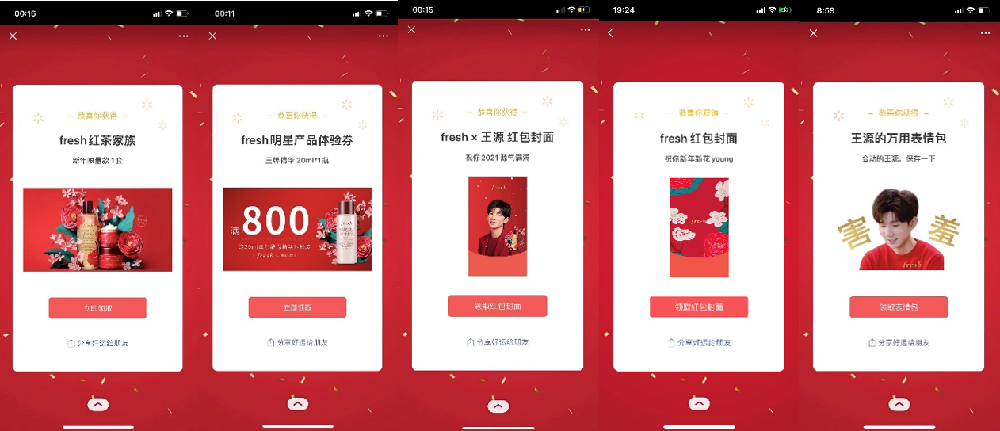 00:16
恭喜你获得
fresh红茶家族
新年限量款1套
立即领取
分享好运给朋友
00:11
恭喜你获得
fresh明星产品体验券
王牌精华 20ml*1瓶
满800
fresh
立即领取
分享好运给朋友
00:15
恭喜你获得
fresh × 王源 红包封面
祝你2021 源气满满
fresh
领取红包封面
分享好运给朋友
19:24
恭喜你获得
fresh 红包封面
祝你新年新花young
fresh
领取红包封面
分享好运给朋友
8:59
恭喜你获得
王源的万用表情包
会动的王源，保存一下
害羞
fresh
领取表情包
分享好运给朋友